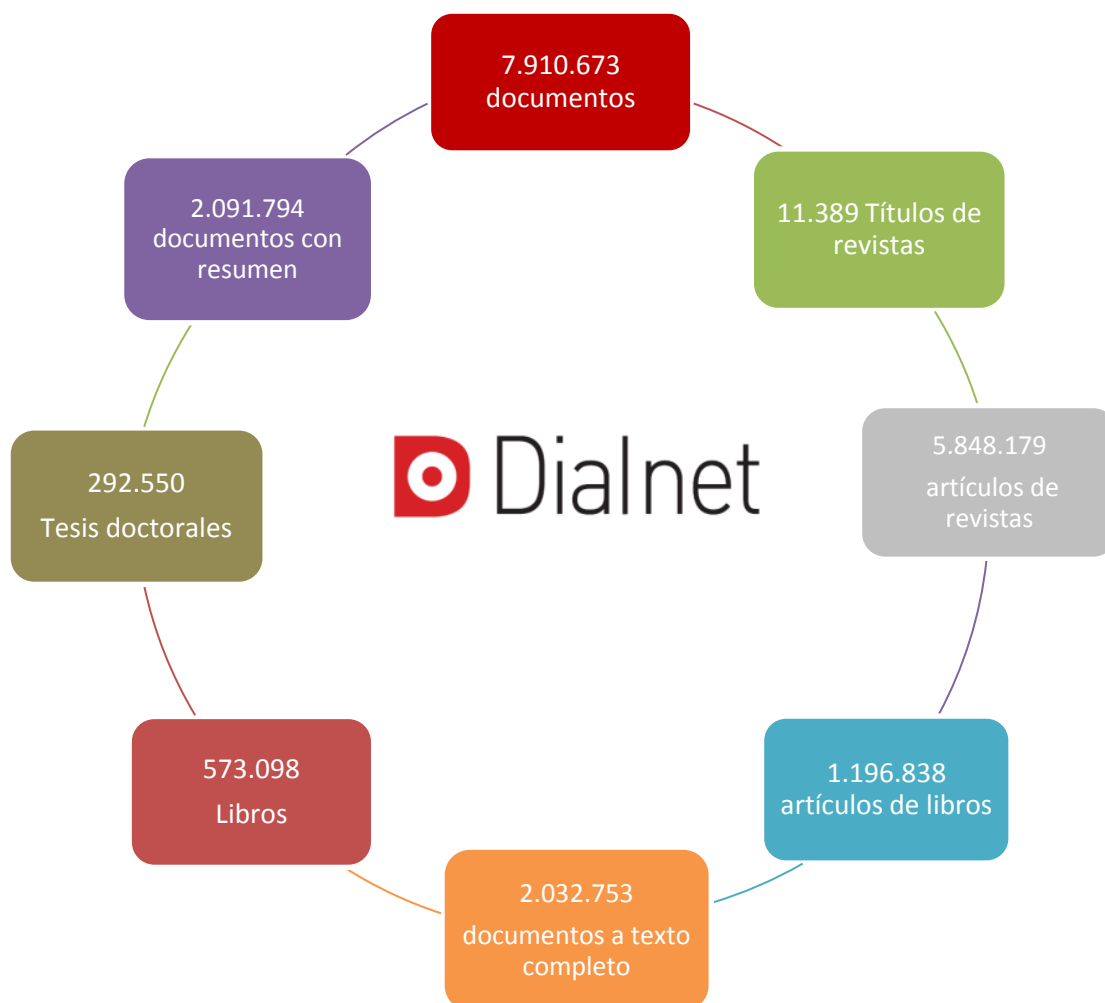 7.910.673
documentos
11.389 Títulos de
revistas
5.848.179
artículos de
revistas
1.196.838
artículos de libros
2.032.753
documentos a texto
completo
573.098
Libros
292.550
Tesis doctorales
2.091.794
documentos con
resumen
Dialnet